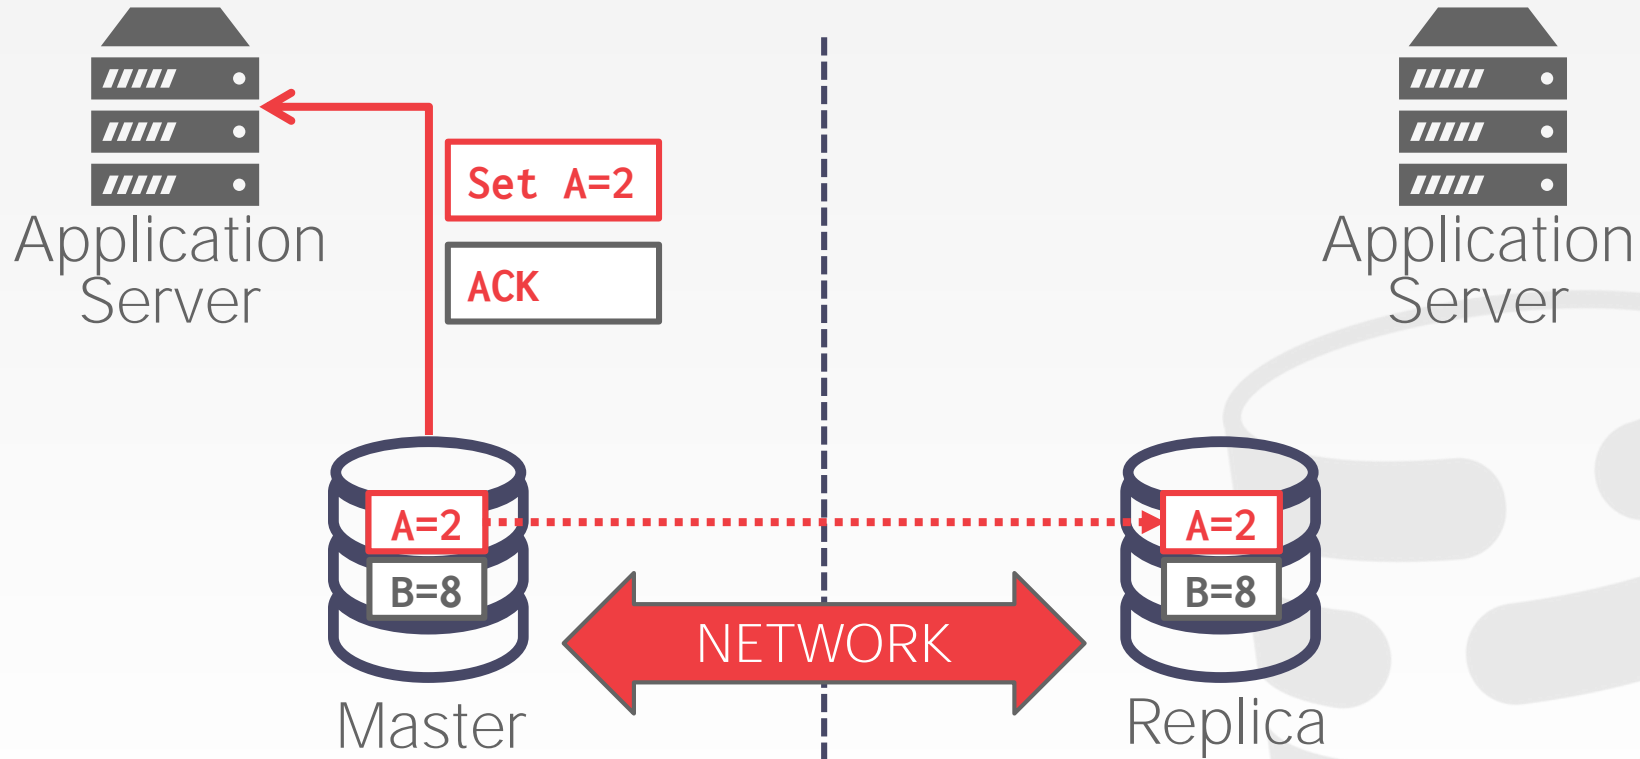 Set A=2
ACK
Application
Server
Application
Server
A=2
B=8
A=2
B=8
NETWORK
Master
Replica